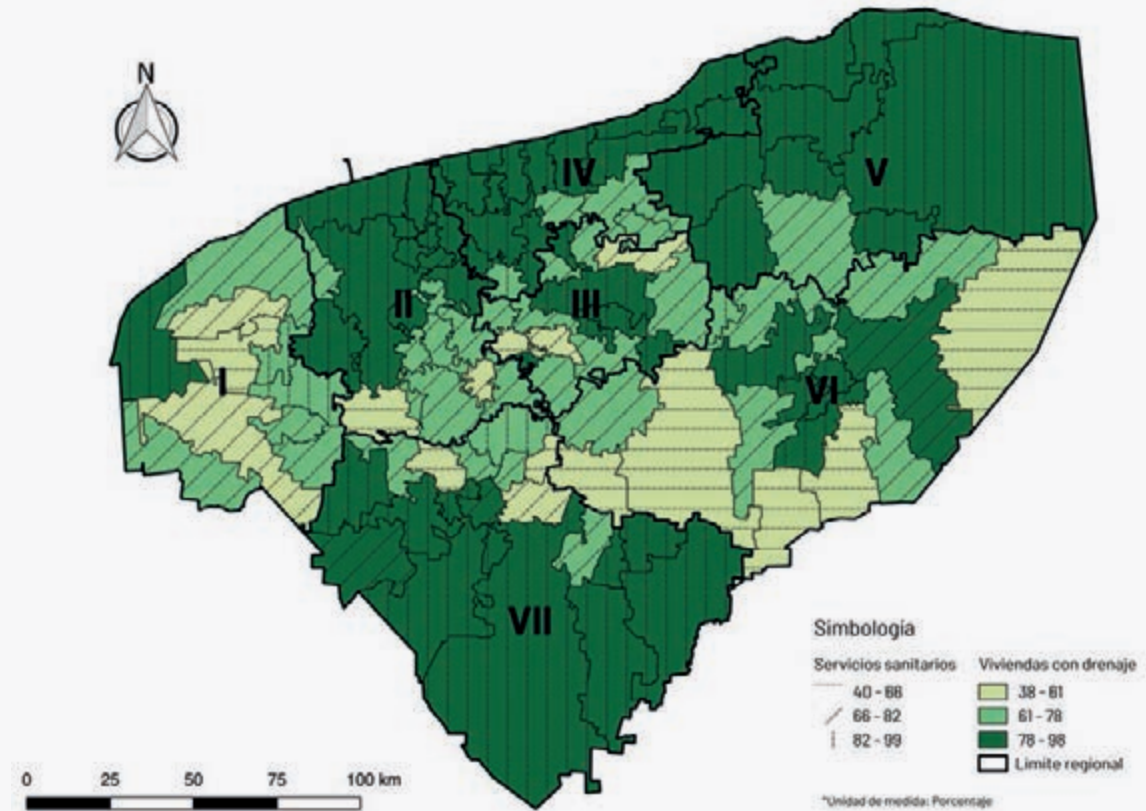 N
IV
V
II
III
I
VI
VII
Simbología
Servicios sanitarios
40 - 66
66 - 82
82 - 99
Viviendas con drenaje
38 - 61
61 - 78
78 - 98
Límite regional
0 25 50 75 100 km
*Unidad de medida: Porcentaje